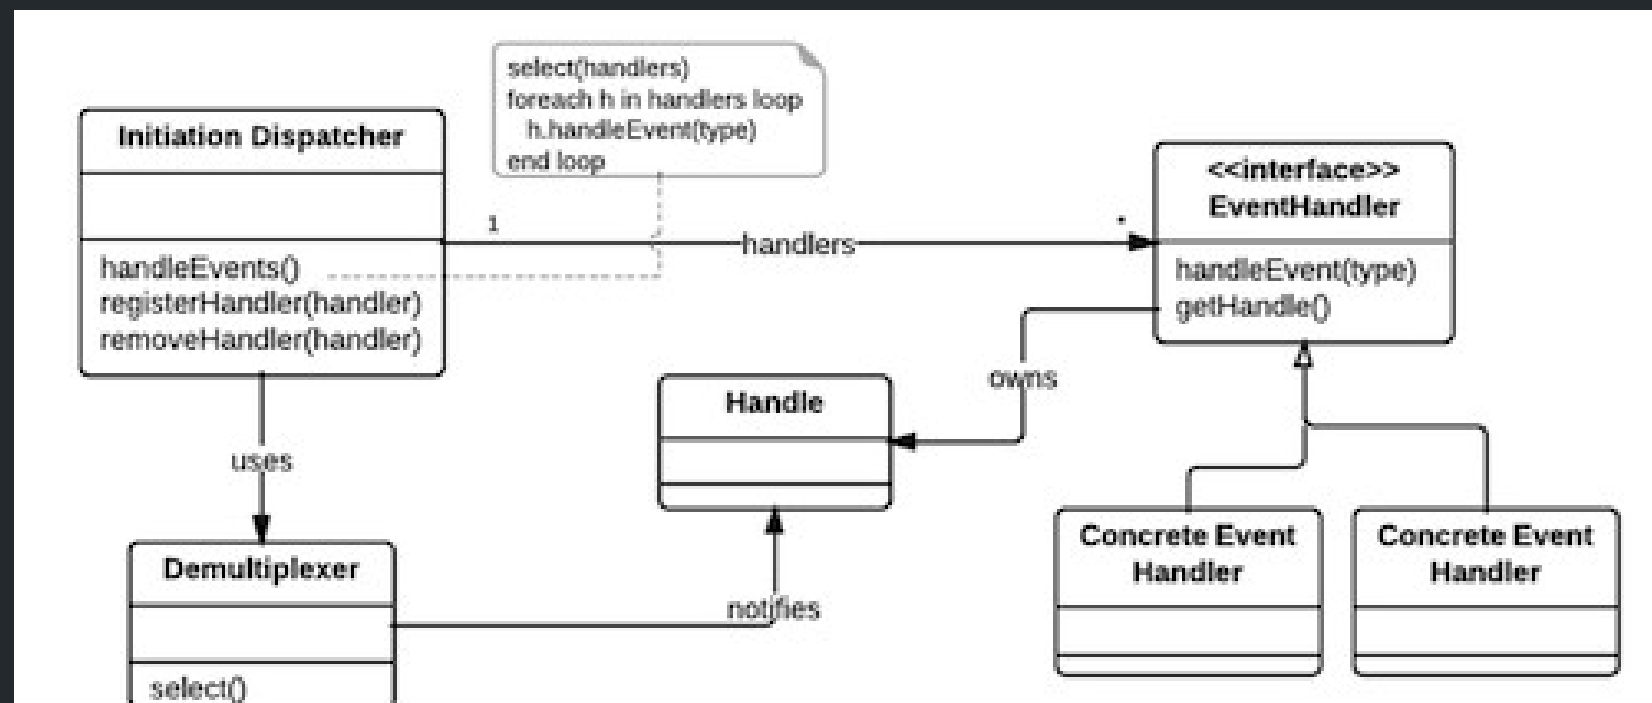 select(handlers)
foreach h in handlers loop
h.handleEvent(type)
end loop
Initiation Dispatcher
handleEvents()
registerHandler(handler)
removeHandler(handler)
1
handlers
*
<<interface>>
EventHandler
handleEvent(type)
getHandle()
owns
Handle
uses
Demultiplexer
select()
notifies
Concrete Event
Handler
Concrete Event
Handler